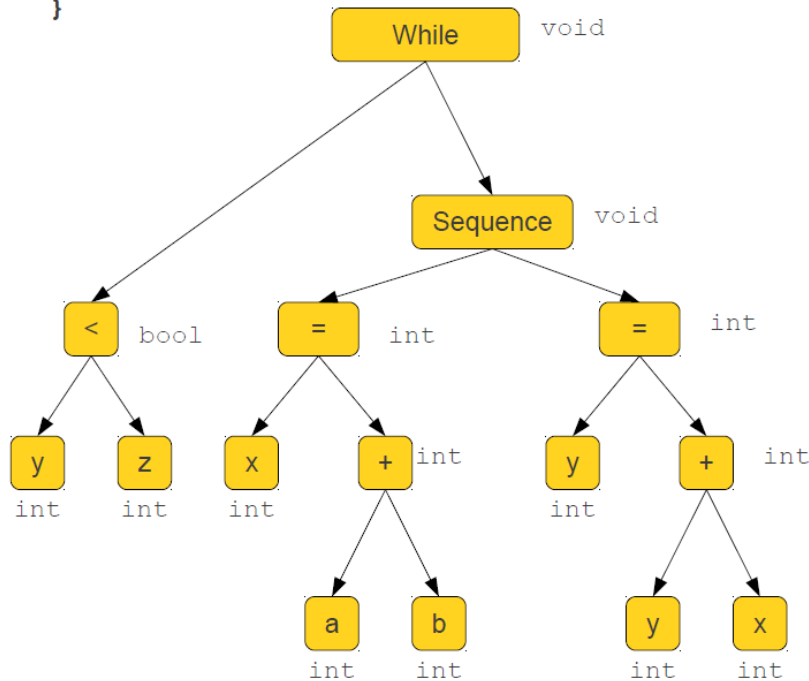 }
While void
Sequence void
< bool = int = int
y z x + int y + int
int int int int
a b y x
int int int int